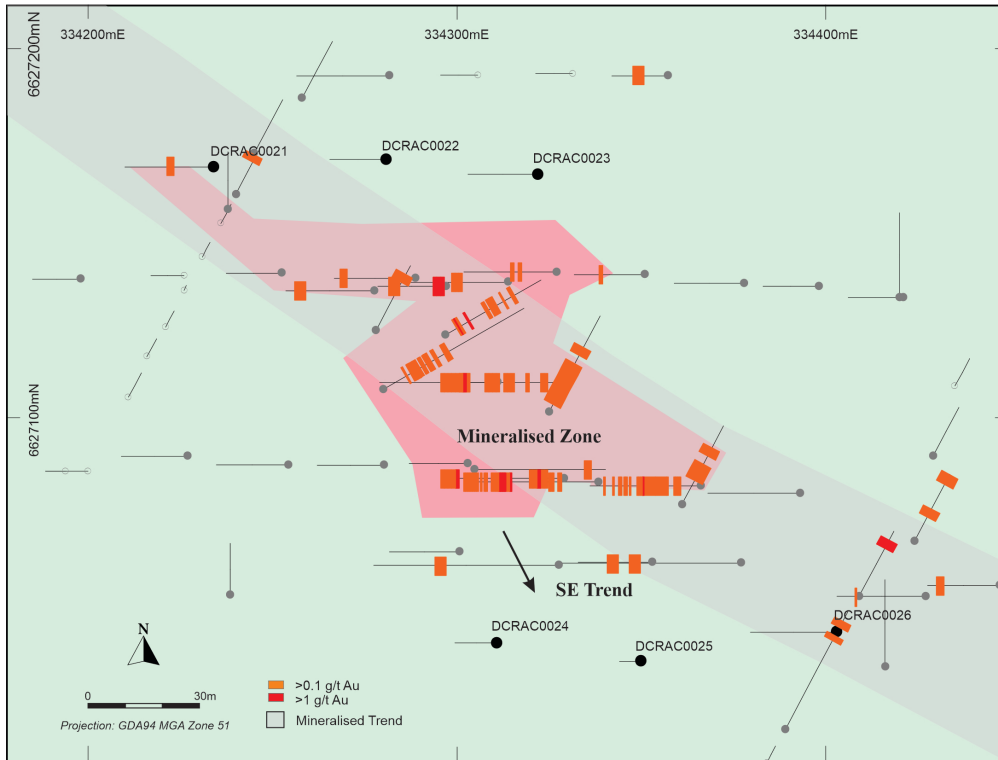 334200mE
334300mE
334400mE
6627200mN
DCRAC0021
DCRAC0022
DCRAC0023
6627100mN
Mineralised Zone
SE Trend
DCRAC0024
DCRAC0025
DCRAC0026
N
0 30m
Projection: GDA94 MGA Zone 51
>0.1 g/t Au
>1 g/t Au
Mineralised Trend